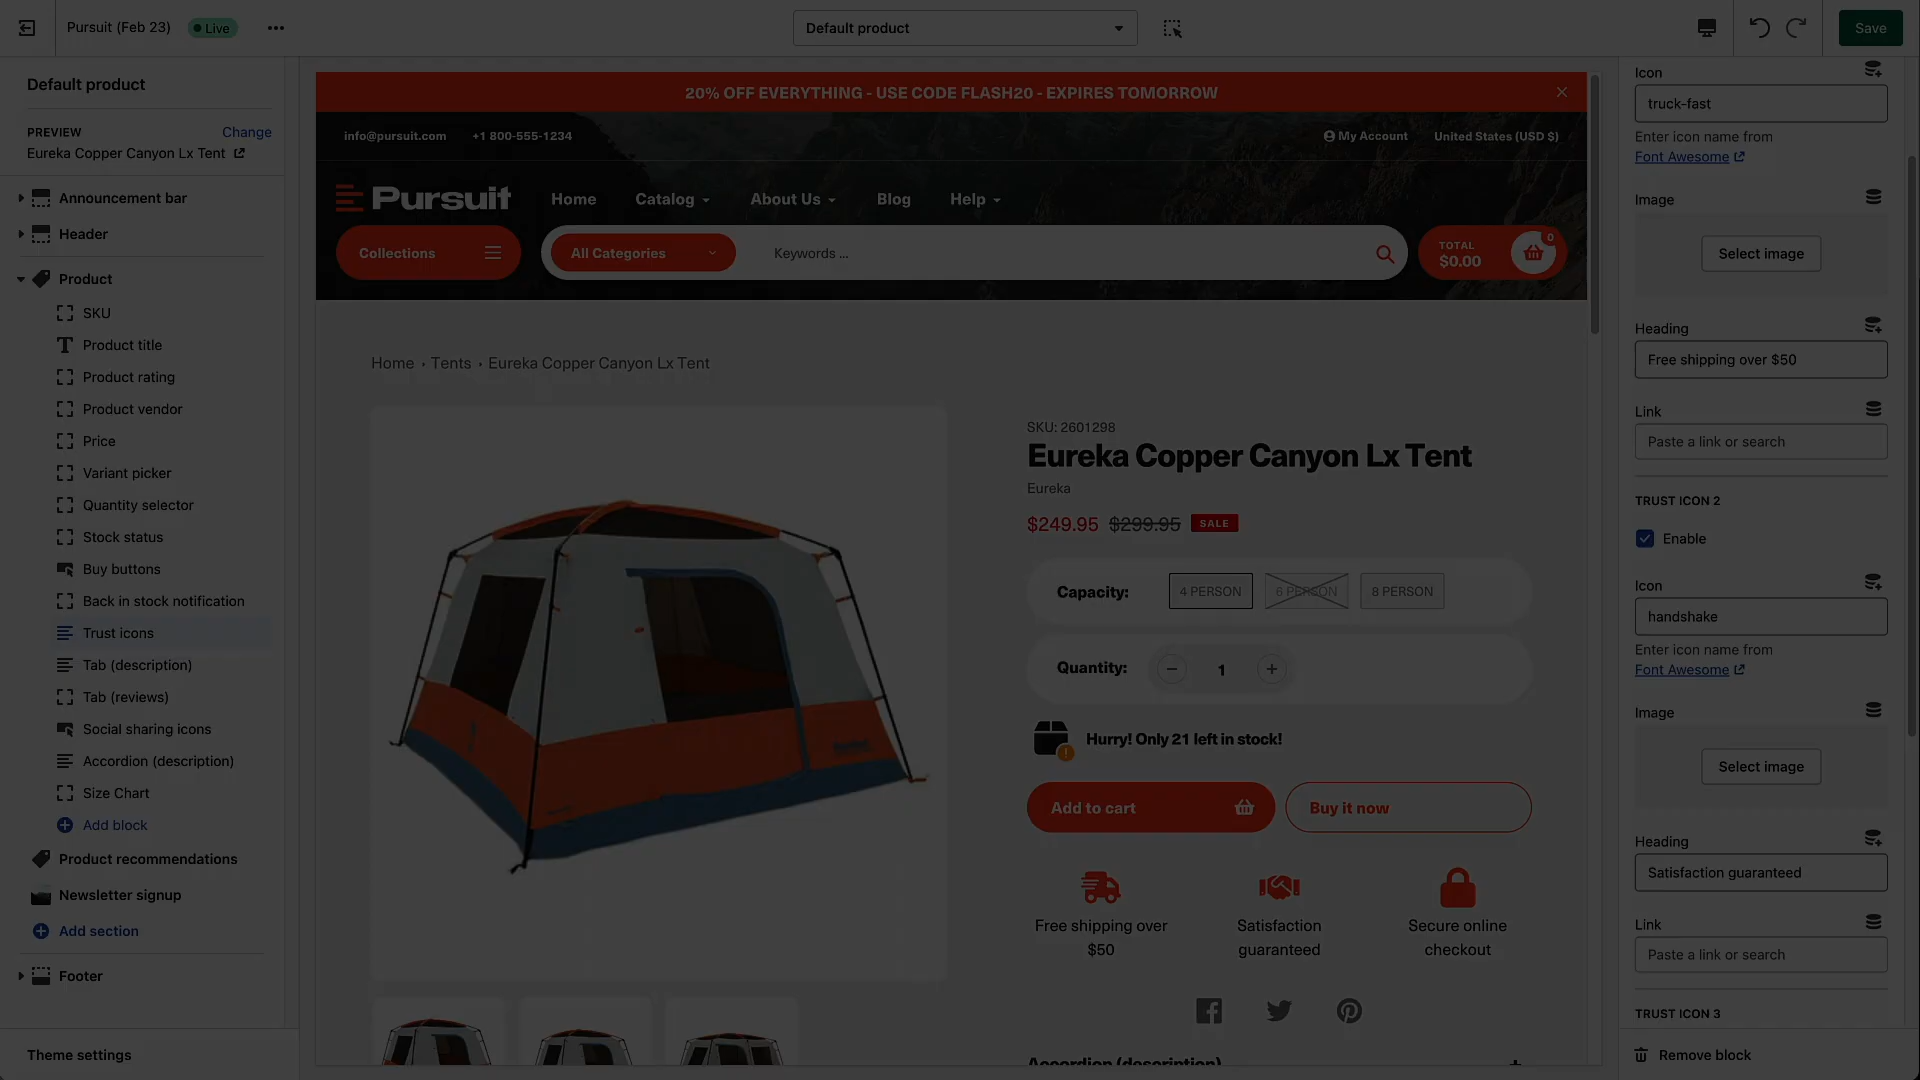 Pursuit (Feb 23)
Live
Default product
Save
Default product
PREVIEW
Change
Eureka Copper Canyon Lx Tent
Announcement bar
Header
Product
SKU
Product title
Product rating
Product vendor
Price
Variant picker
Quantity selector
Stock status
Buy buttons
Back in stock notification
Trust icons
Tab (description)
Tab (reviews)
Social sharing icons
Accordion (description)
Size Chart
Add block
Product recommendations
Newsletter signup
Add section
Footer
Theme settings
20% OFF EVERYTHING - USE CODE FLASH20 - EXPIRES TOMORROW
info@pursuit.com
+1 800-555-1234
My Account
United States (USD $)
Pursuit
Home
Catalog
About Us
Blog
Help
Collections
All Categories
Keywords ...
TOTAL
$0.00
0
Home › Tents › Eureka Copper Canyon Lx Tent
SKU: 2601298
Eureka Copper Canyon Lx Tent
Eureka
$249.95 $299.95 SALE
Capacity:
4 PERSON
6 PERSON
8 PERSON
Quantity:
1
Hurry! Only 21 left in stock!
Add to cart
Buy it now
Free shipping over
$50
Satisfaction
guaranteed
Secure online
checkout
Accordion (description)
Icon
truck-fast
Enter icon name from
Font Awesome
Image
Select image
Heading
Free shipping over $50
Link
Paste a link or search
TRUST ICON 2
Enable
Icon
handshake
Enter icon name from
Font Awesome
Image
Select image
Heading
Satisfaction guaranteed
Link
Paste a link or search
TRUST ICON 3
Remove block